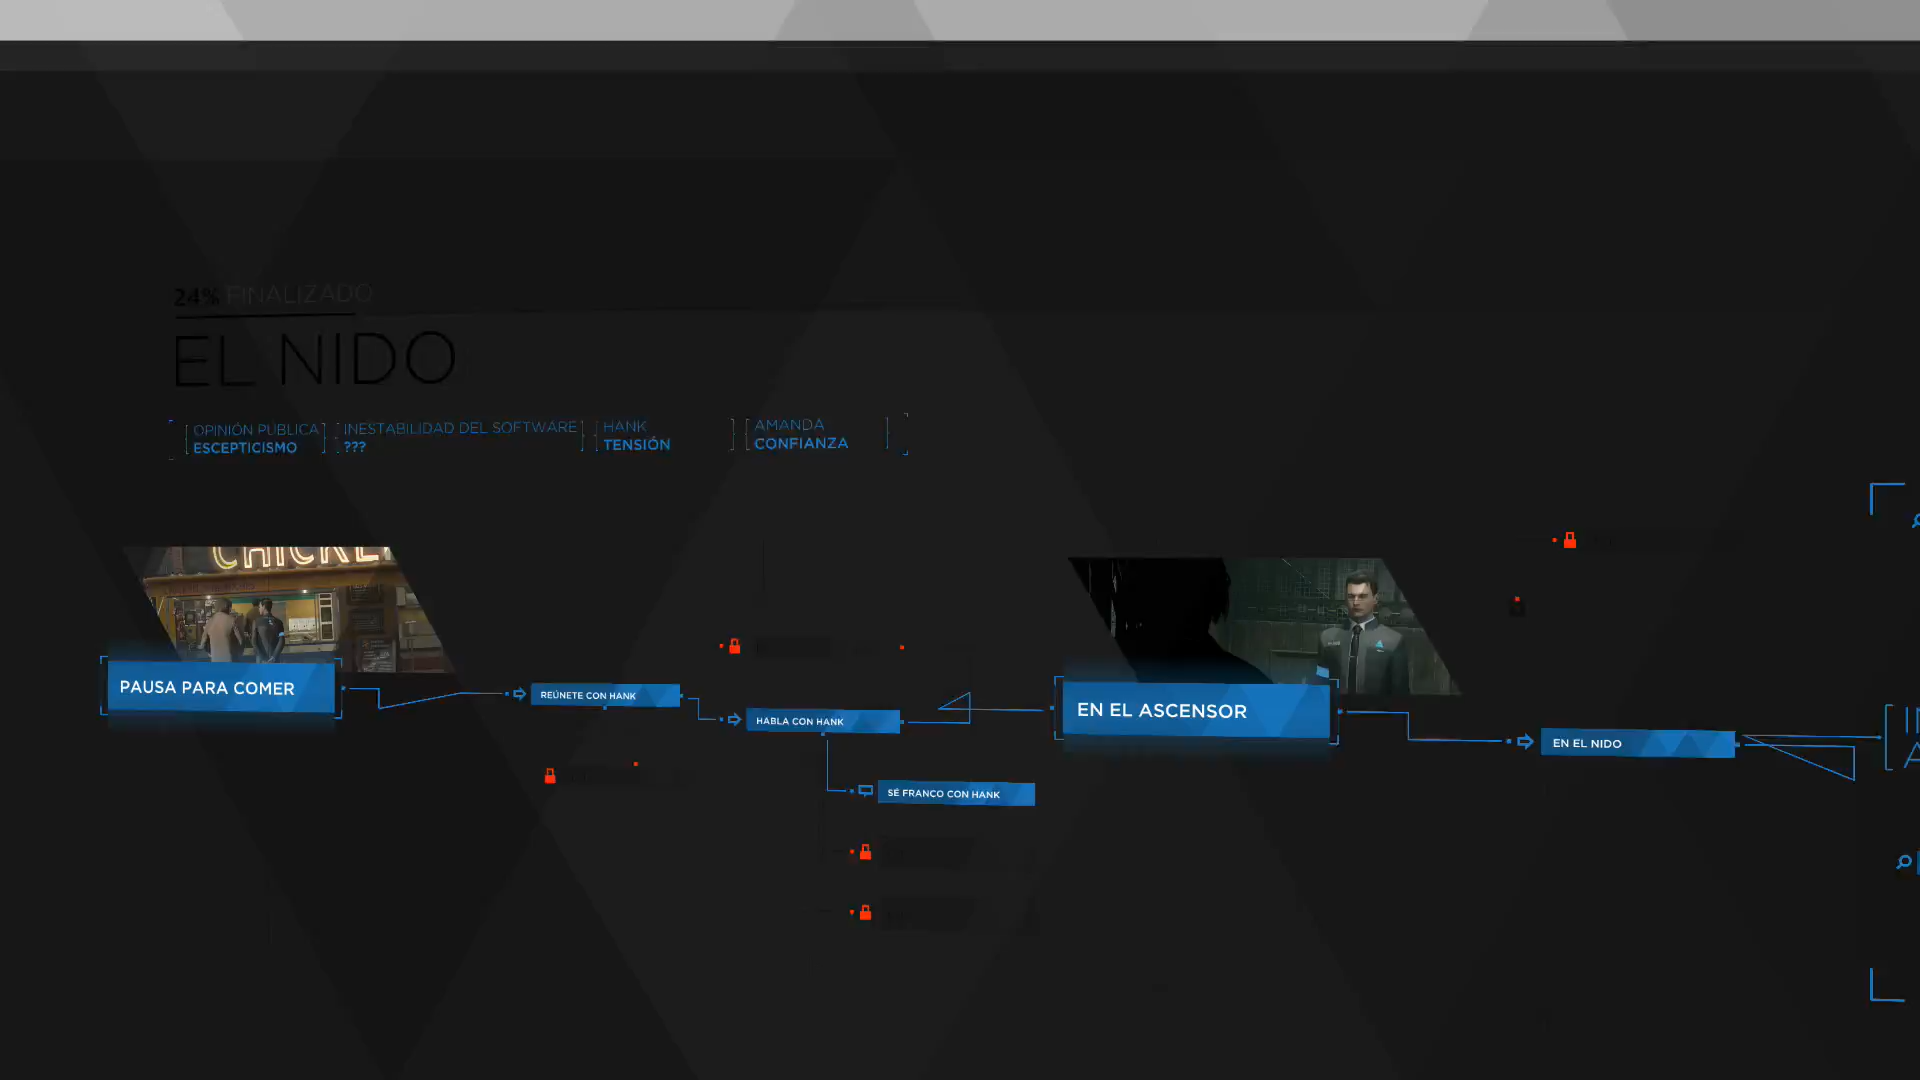 24% FINALIZADO
EL NIDO
OPINIÓN PÚBLICA
ESCEPTICISMO
INESTABILIDAD DEL SOFTWARE
???
HANK
TENSIÓN
AMANDA
CONFIANZA
CHICKE
PAUSA PARA COMER
REÚNETE CON HANK
HABLA CON HANK
SÉ FRANCO CON HANK
EN EL ASCENSOR
EN EL NIDO